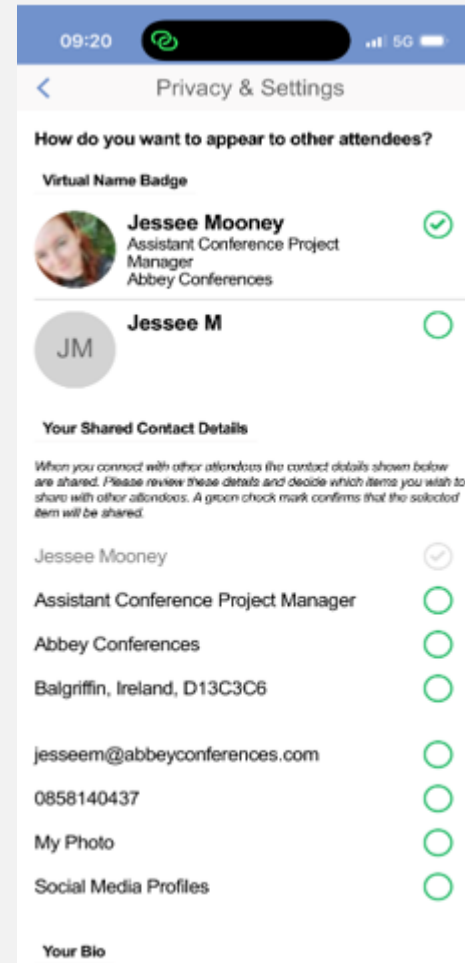 09:20
5G
Privacy & Settings
How do you want to appear to other attendees?
Virtual Name Badge
Jessee Mooney
Assistant Conference Project
Manager
Abbey Conferences
JM
Jessee M
Your Shared Contact Details
When you connect with other attendees the contact details shown below
are shared. Please review these details and decide which items you wish to
share with other attendees. A green check mark confirms that the selected
item will be shared.
Jessee Mooney
Assistant Conference Project Manager
Abbey Conferences
Balgriffin, Ireland, D13C3C6
jesseem@abbeyconferences.com
0858140437
My Photo
Social Media Profiles
Your Bio